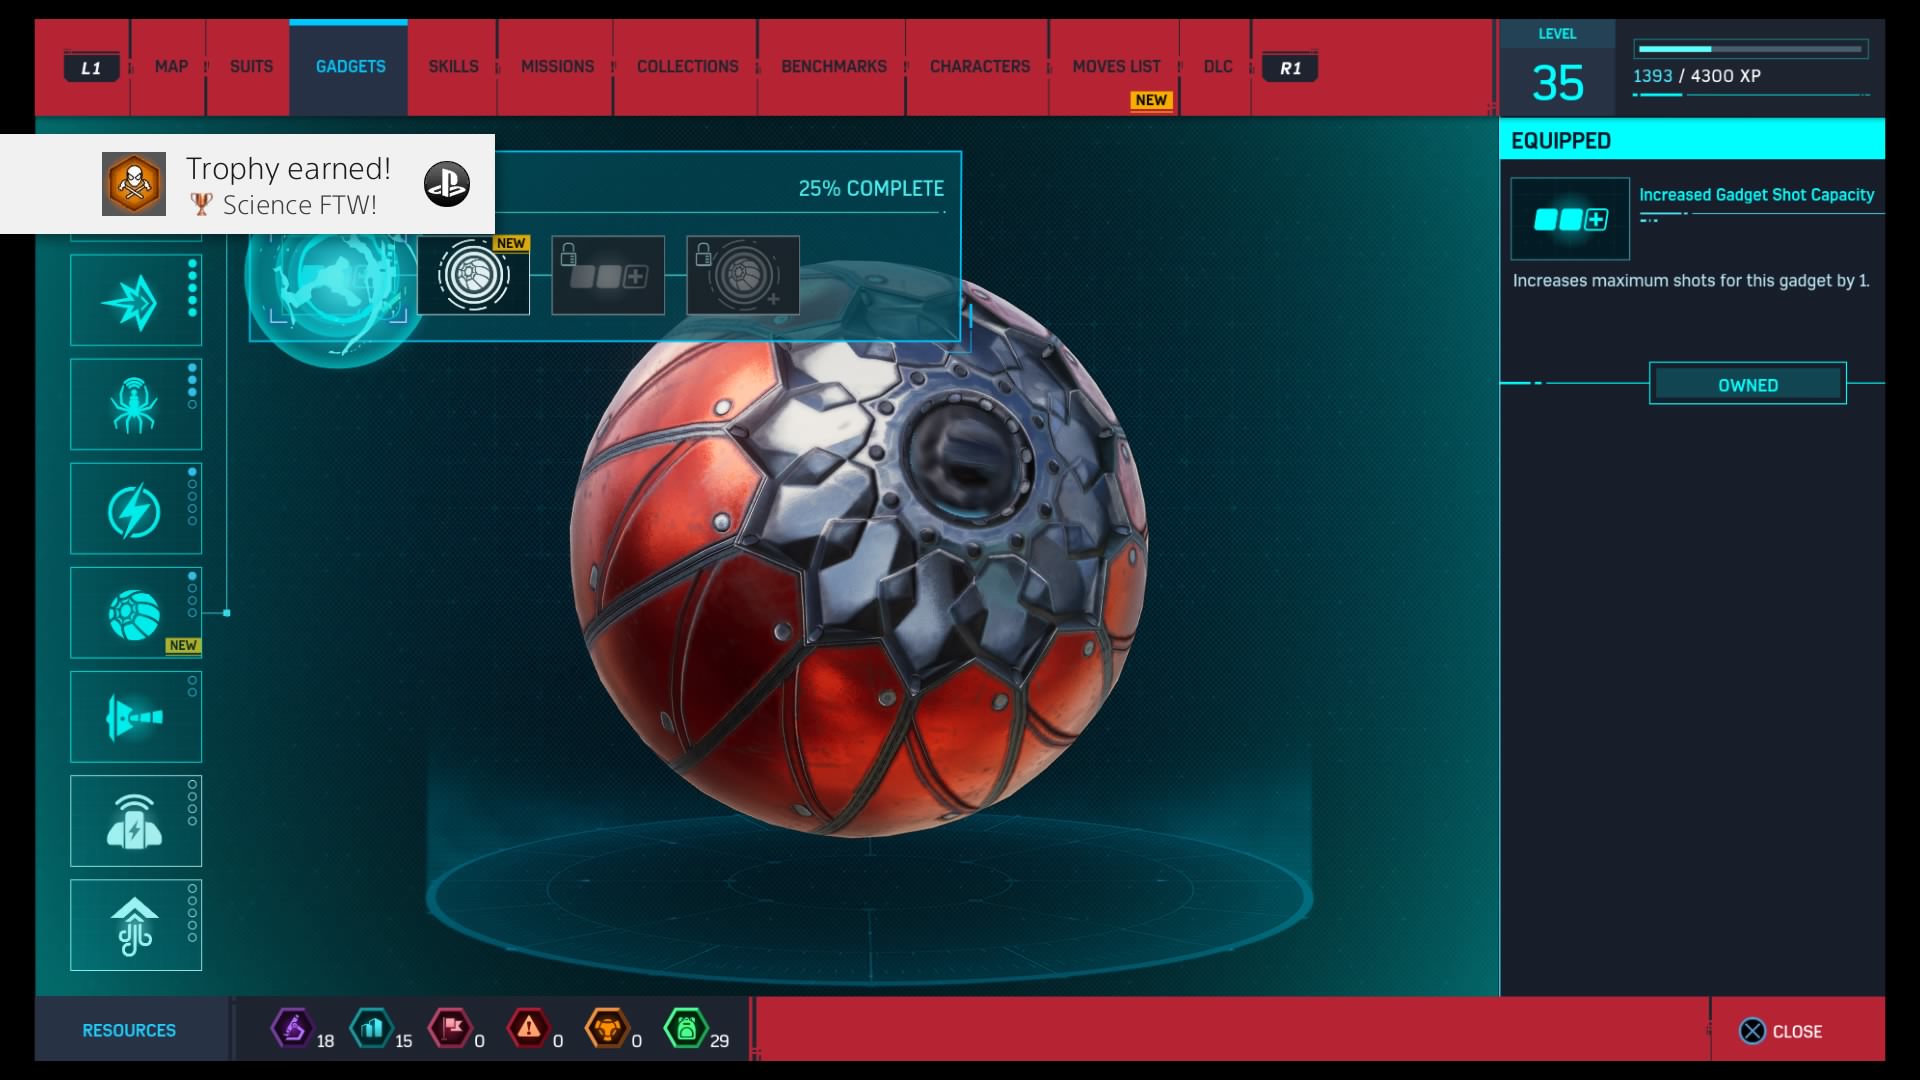 L1
MAP
SUITS
GADGETS
SKILLS
MISSIONS
COLLECTIONS
BENCHMARKS
CHARACTERS
MOVES LIST
NEW
DLC
R1
LEVEL
35
1393 / 4300 XP
Trophy earned!
Science FTW!
25% COMPLETE
NEW
NEW
EQUIPPED
Increased Gadget Shot Capacity
Increases maximum shots for this gadget by 1.
OWNED
RESOURCES
18
15
0
0
0
29
CLOSE